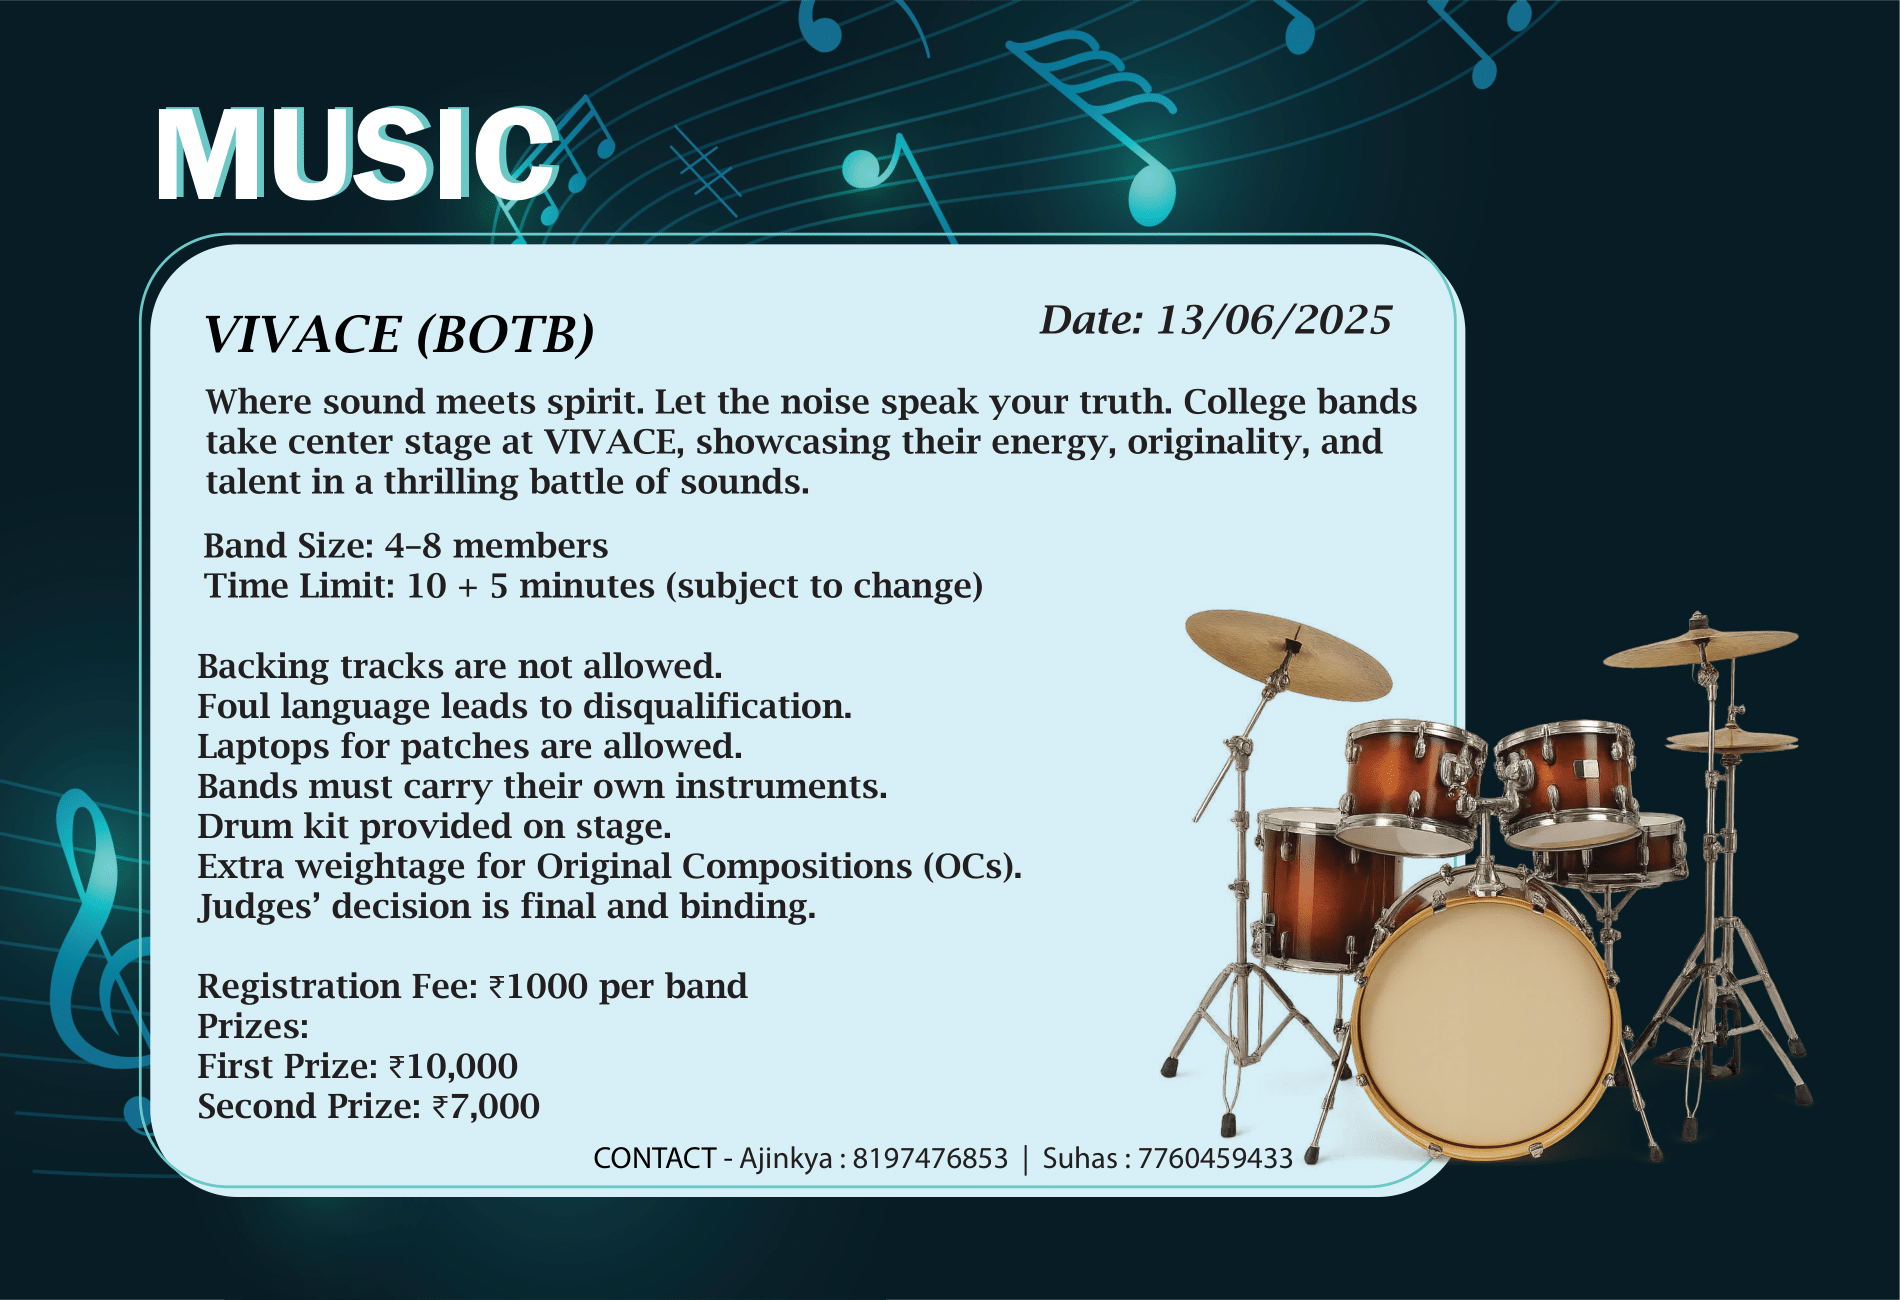 MUSIC
VIVACE (BOTB)
Date: 13/06/2025
Where sound meets spirit. Let the noise speak your truth. College bands
take center stage at VIVACE, showcasing their energy, originality, and
talent in a thrilling battle of sounds.
Band Size: 4–8 members
Time Limit: 10 + 5 minutes (subject to change)
Backing tracks are not allowed.
Foul language leads to disqualification.
Laptops for patches are allowed.
Bands must carry their own instruments.
Drum kit provided on stage.
Extra weightage for Original Compositions (OCs).
Judges’ decision is final and binding.
Registration Fee: ₹1000 per band
Prizes:
First Prize: ₹10,000
Second Prize: ₹7,000
CONTACT - Ajinkya : 8197476853 | Suhas : 7760459433